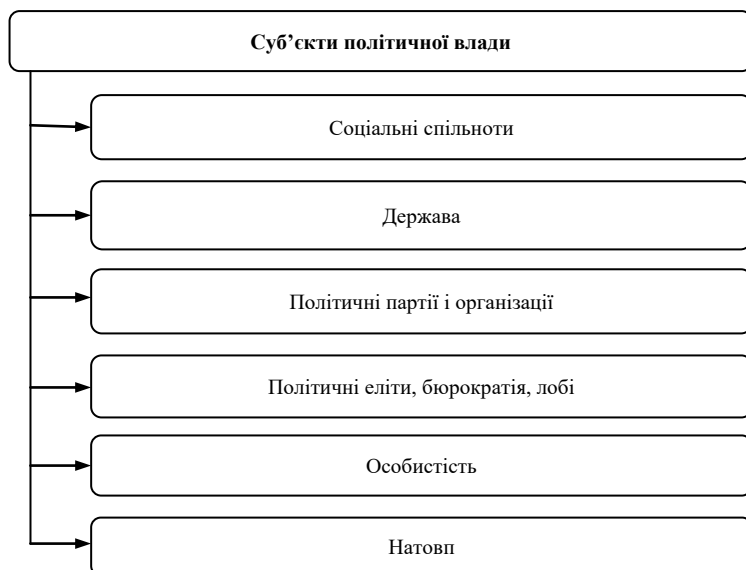 Суб’єкти політичної влади
Соціальні спільноти
Держава
Політичні партії і організації
Політичні еліти, бюрократія, лобі
Особистість
Натовп